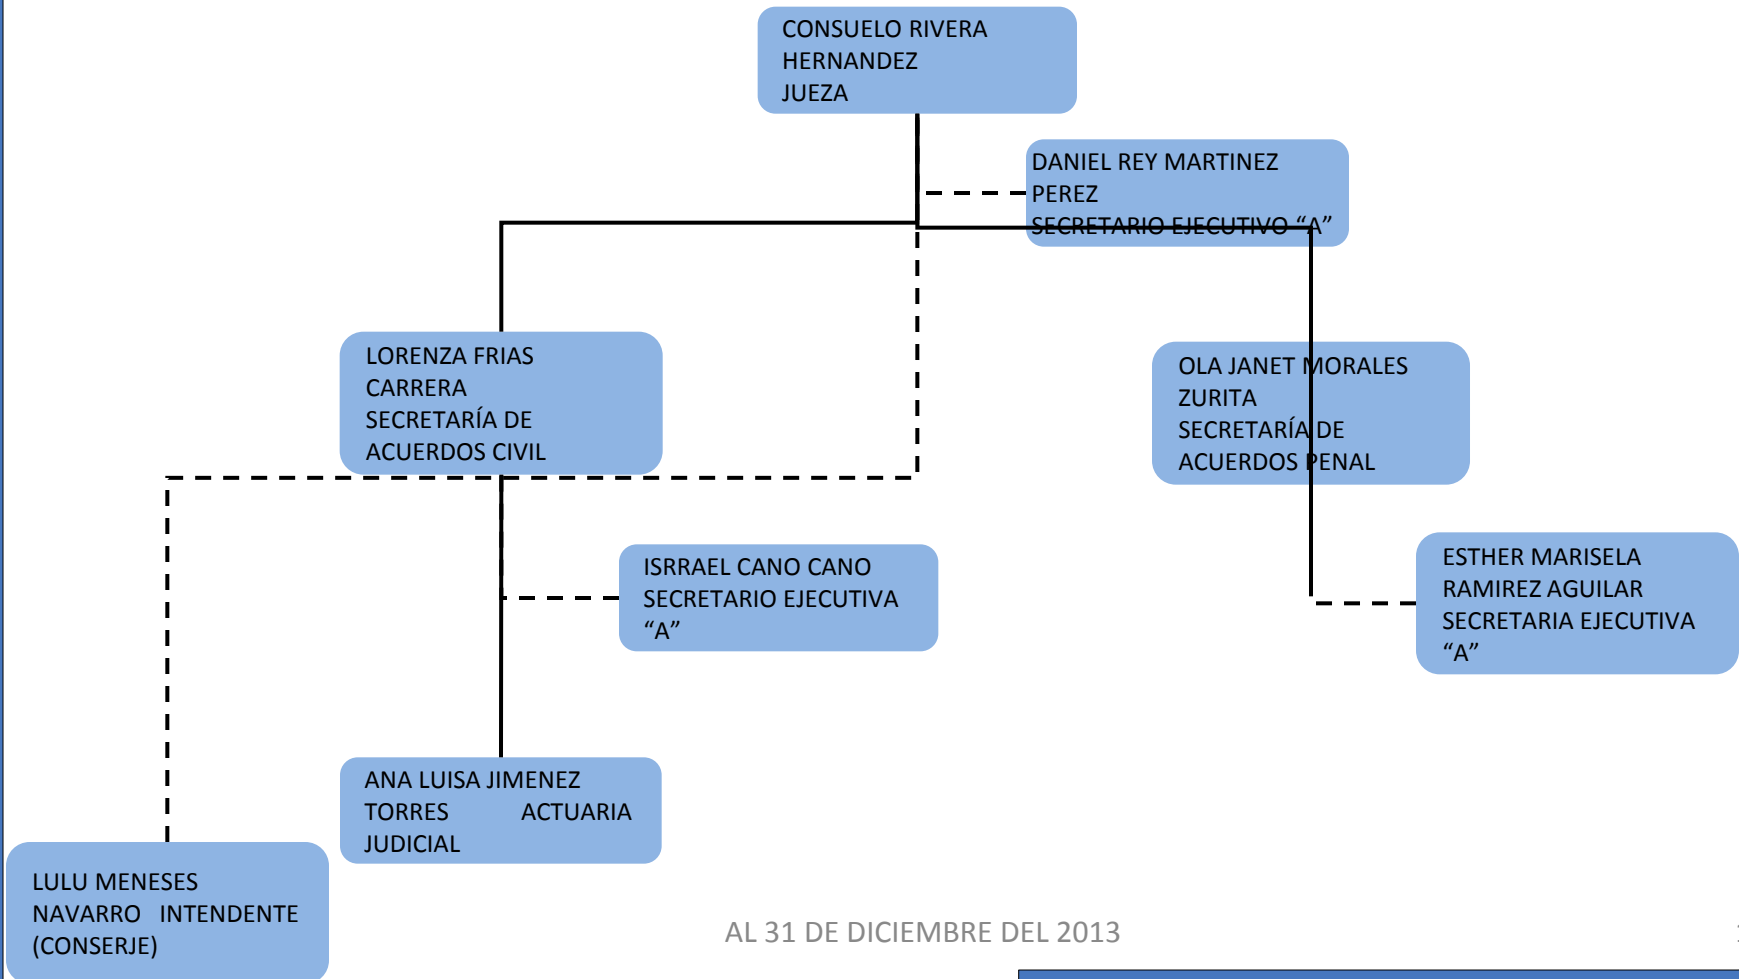 CONSUELO RIVERA
HERNANDEZ
JUEZA
DANIEL REY MARTINEZ
PEREZ
SECRETARIO EJECUTIVO “A”
LORENZA FRIAS
CARRERA
SECRETARÍA DE
ACUERDOS CIVIL
OLA JANET MORALES
ZURITA
SECRETARÍA DE
ACUERDOS PENAL
ISRRAEL CANO CANO
SECRETARIO EJECUTIVA
“A”
ESTHER MARISELA
RAMIREZ AGUILAR
SECRETARIA EJECUTIVA
“A”
ANA LUISA JIMENEZ
TORRES ACTUARIA
JUDICIAL
LULU MENESES
NAVARRO INTENDENTE
(CONSERJE)
AL 31 DE DICIEMBRE DEL 2013